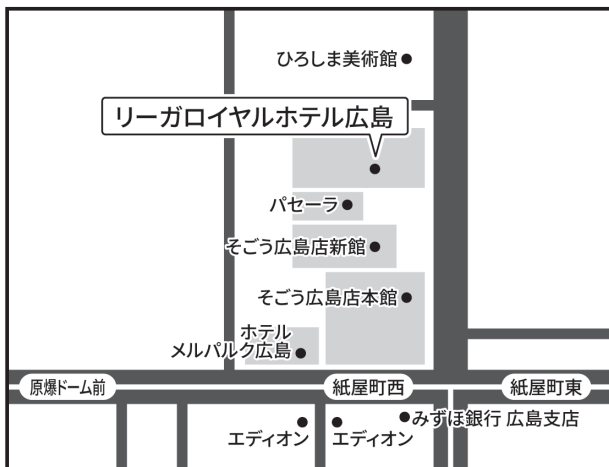 ひろしま美術館
リーガロイヤルホテル広島
パセーラ
そごう広島店新館
そごう広島店本館
ホテル
メルパルク広島
原爆ドーム前
紙屋町西
紙屋町東
みずほ銀行 広島支店
エディオン
エディオン